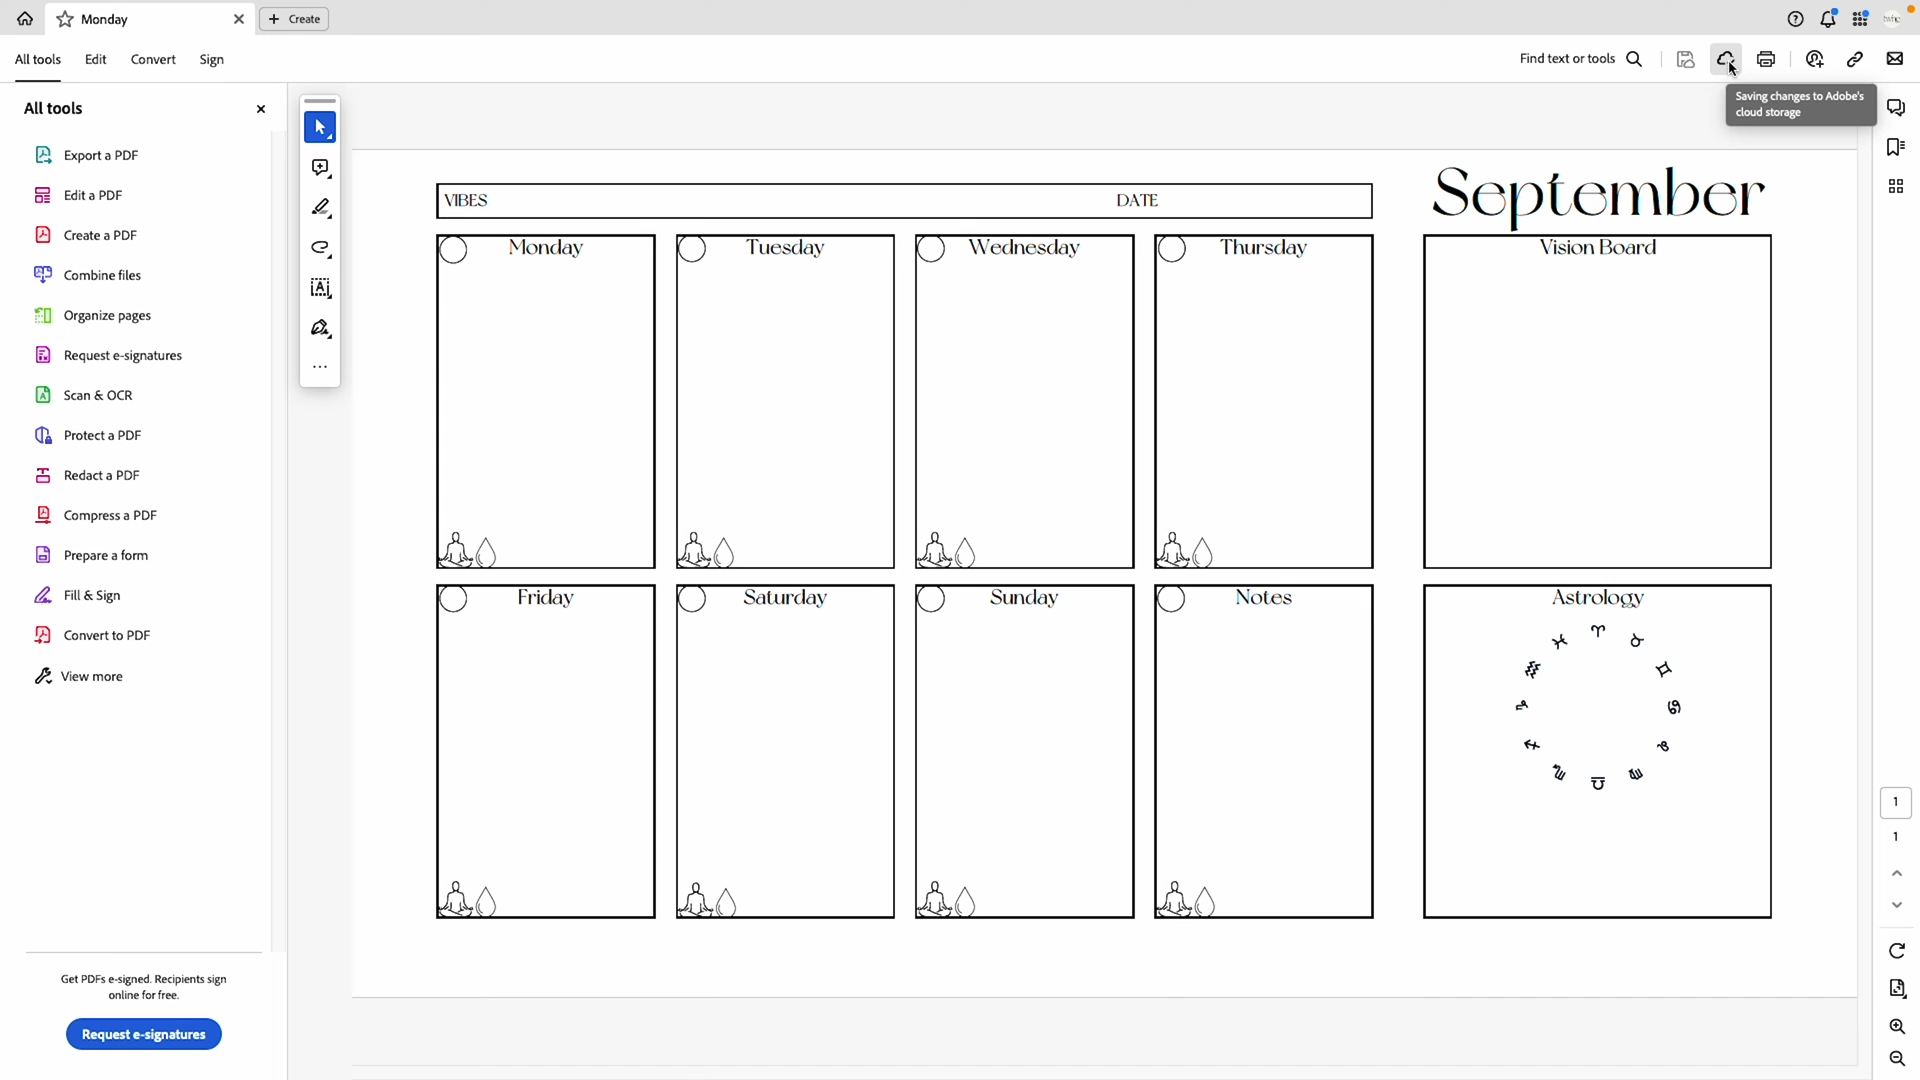 Monday
Create
All tools
Edit
Convert
Sign
Find text or tools
Saving changes to Adobe's
cloud storage
All tools
Export a PDF
Edit a PDF
Create a PDF
Combine files
Organize pages
Request e-signatures
Scan & OCR
Protect a PDF
Redact a PDF
Compress a PDF
Prepare a form
Fill & Sign
Convert to PDF
View more
Get PDFs e-signed. Recipients sign
online for free.
Request e-signatures
VIBES
DATE
September
Monday
Tuesday
Wednesday
Thursday
Vision Board
Friday
Saturday
Sunday
Notes
Astrology
1
1